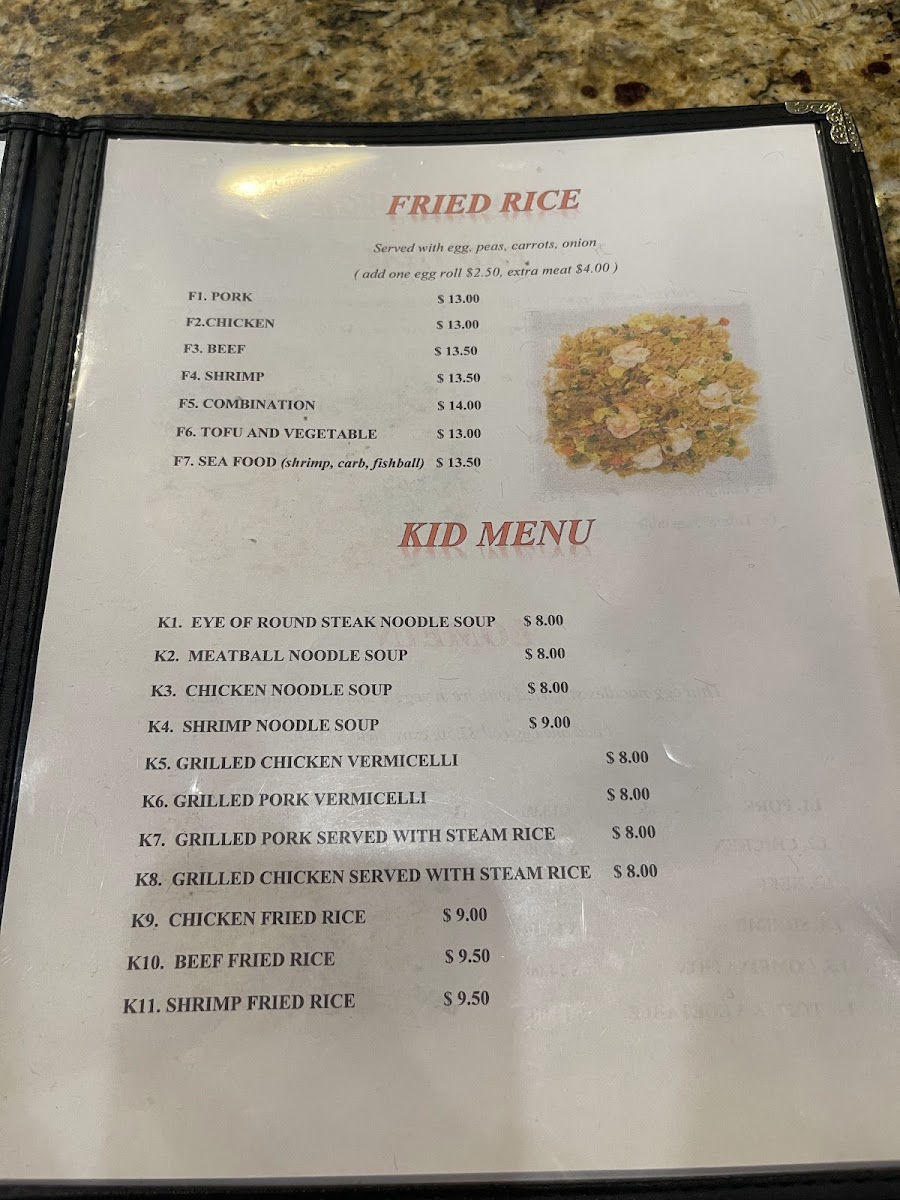 FRIED RICE
Served with egg, peas, carrots, onion
( add one egg roll $2.50, extra meat $4.00 )
F1. PORK $ 13.00
F2.CHICKEN $ 13.00
F3. BEEF $ 13.50
F4. SHRIMP $ 13.50
F5. COMBINATION $ 14.00
F6. TOFU AND VEGETABLE $ 13.00
F7. SEA FOOD (shrimp, carb, fishball) $ 13.50
KID MENU
K1. EYE OF ROUND STEAK NOODLE SOUP $ 8.00
K2. MEATBALL NOODLE SOUP $ 8.00
K3. CHICKEN NOODLE SOUP $ 8.00
K4. SHRIMP NOODLE SOUP $ 9.00
K5. GRILLED CHICKEN VERMICELLI $ 8.00
K6. GRILLED PORK VERMICELLI $ 8.00
K7. GRILLED PORK SERVED WITH STEAM RICE $ 8.00
K8. GRILLED CHICKEN SERVED WITH STEAM RICE $ 8.00
K9. CHICKEN FRIED RICE $ 9.00
K10. BEEF FRIED RICE $ 9.50
K11. SHRIMP FRIED RICE $ 9.50